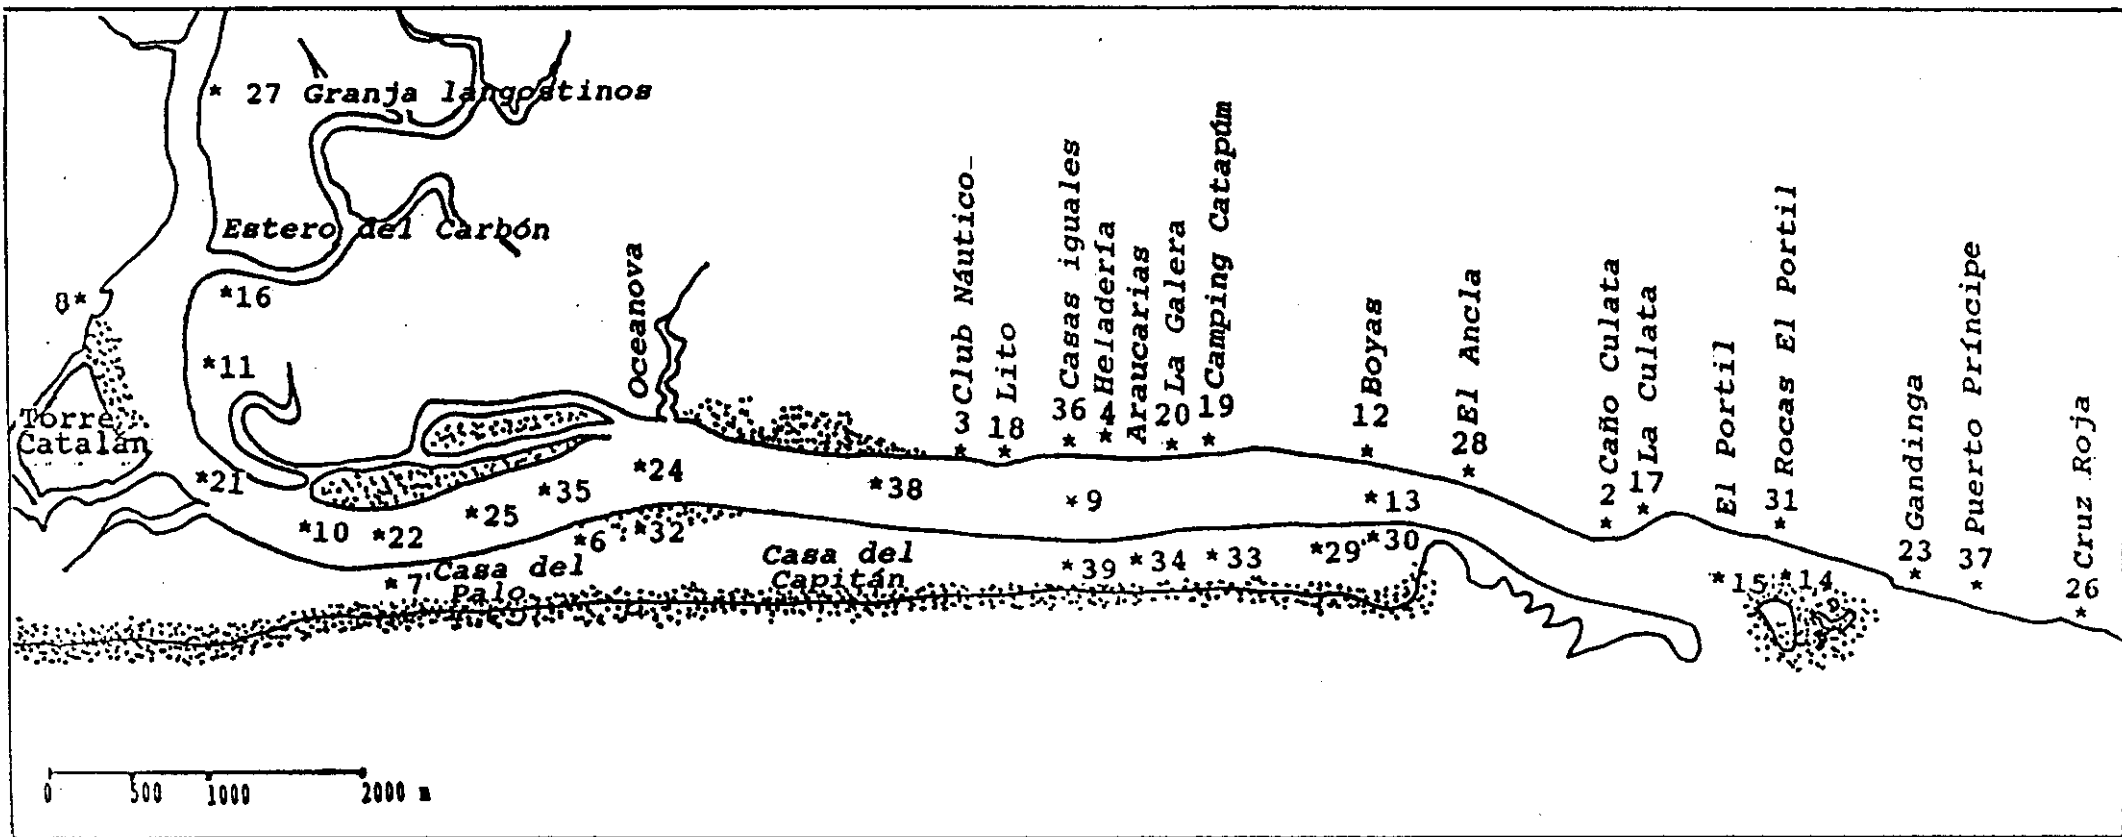 * 27 Granja langostinos
Estero del Carbón
8*
*16
*11
Torre
Catalán
*21
*10
*22
*25
*35
*24
*6
*32
*7
Casa del
Palo
Casa del
Capitán
Oceanova
*38
3 Club Náutico
*
18 Lito
*
36 Casas iguales
*
4 Heladería
*
Araucarias
20 La Galera
*
19 Camping Catapúm
*
*9
*39
*34
*33
12 Boyas
*
*13
*29
*30
28 El Ancla
*
2 Caño Culata
*
17 La Culata
*
El Portil
31 Rocas El Portil
*
*15
*14
23 Gandinga
*
37 Puerto Príncipe
*
26 Cruz Roja
*
0 500 1000 2000 m